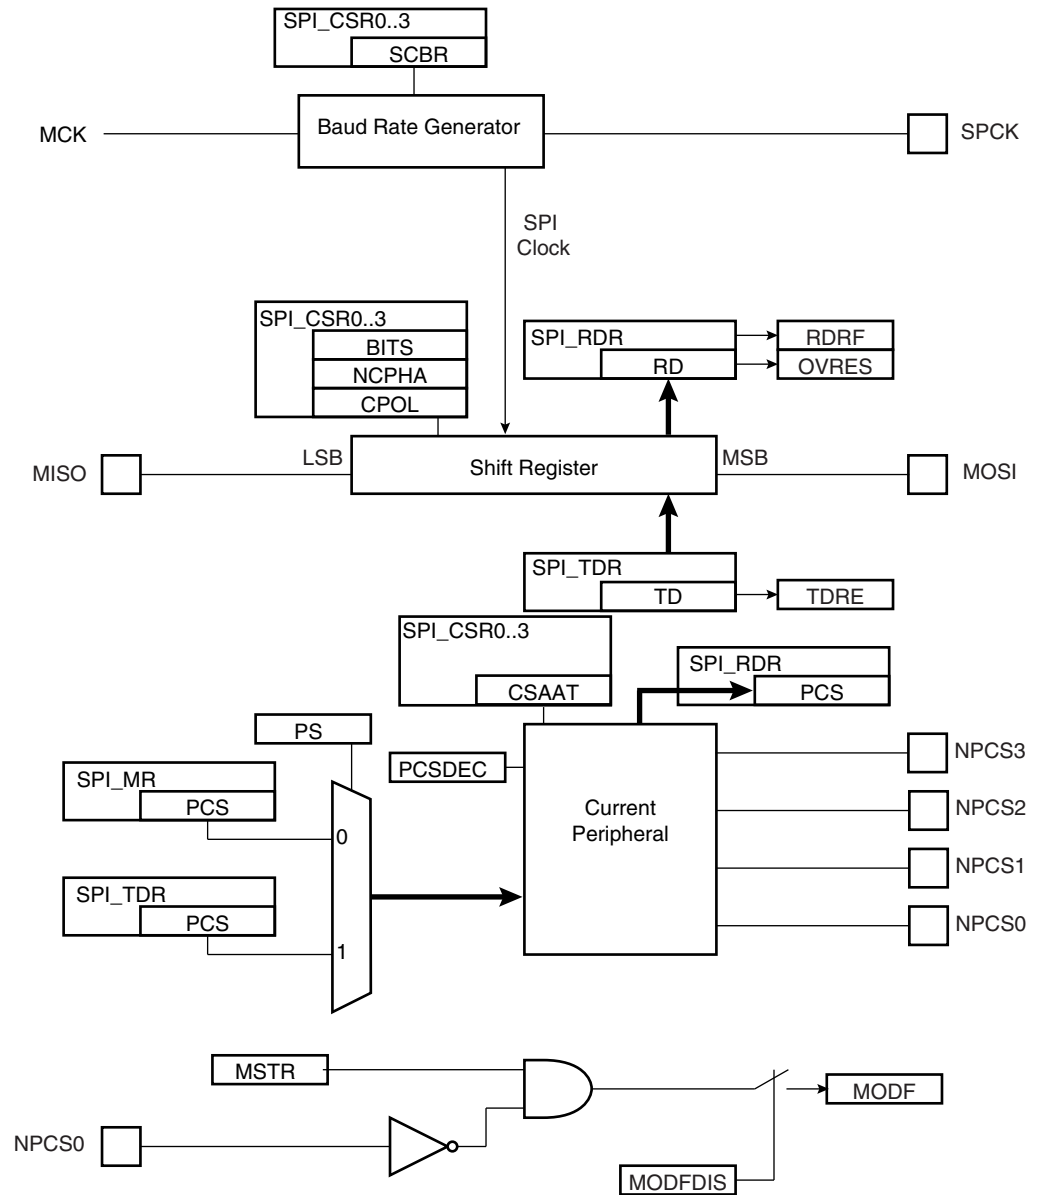 SPI_CSR0..3
SCBR
MCK
Baud Rate Generator
SPCK
SPI
Clock
SPI_CSR0..3
BITS
NCPHA
CPOL
SPI_RDR
RD
RDRF
OVRES
MISO
LSB
Shift Register
MSB
MOSI
SPI_TDR
TD
TDRE
SPI_CSR0..3
CSAAT
SPI_RDR
PCS
PS
PCSDEC
SPI_MR
PCS
0
SPI_TDR
PCS
1
Current
Peripheral
NPCS3
NPCS2
NPCS1
NPCS0
MSTR
NPCS0
MODF
MODFDIS